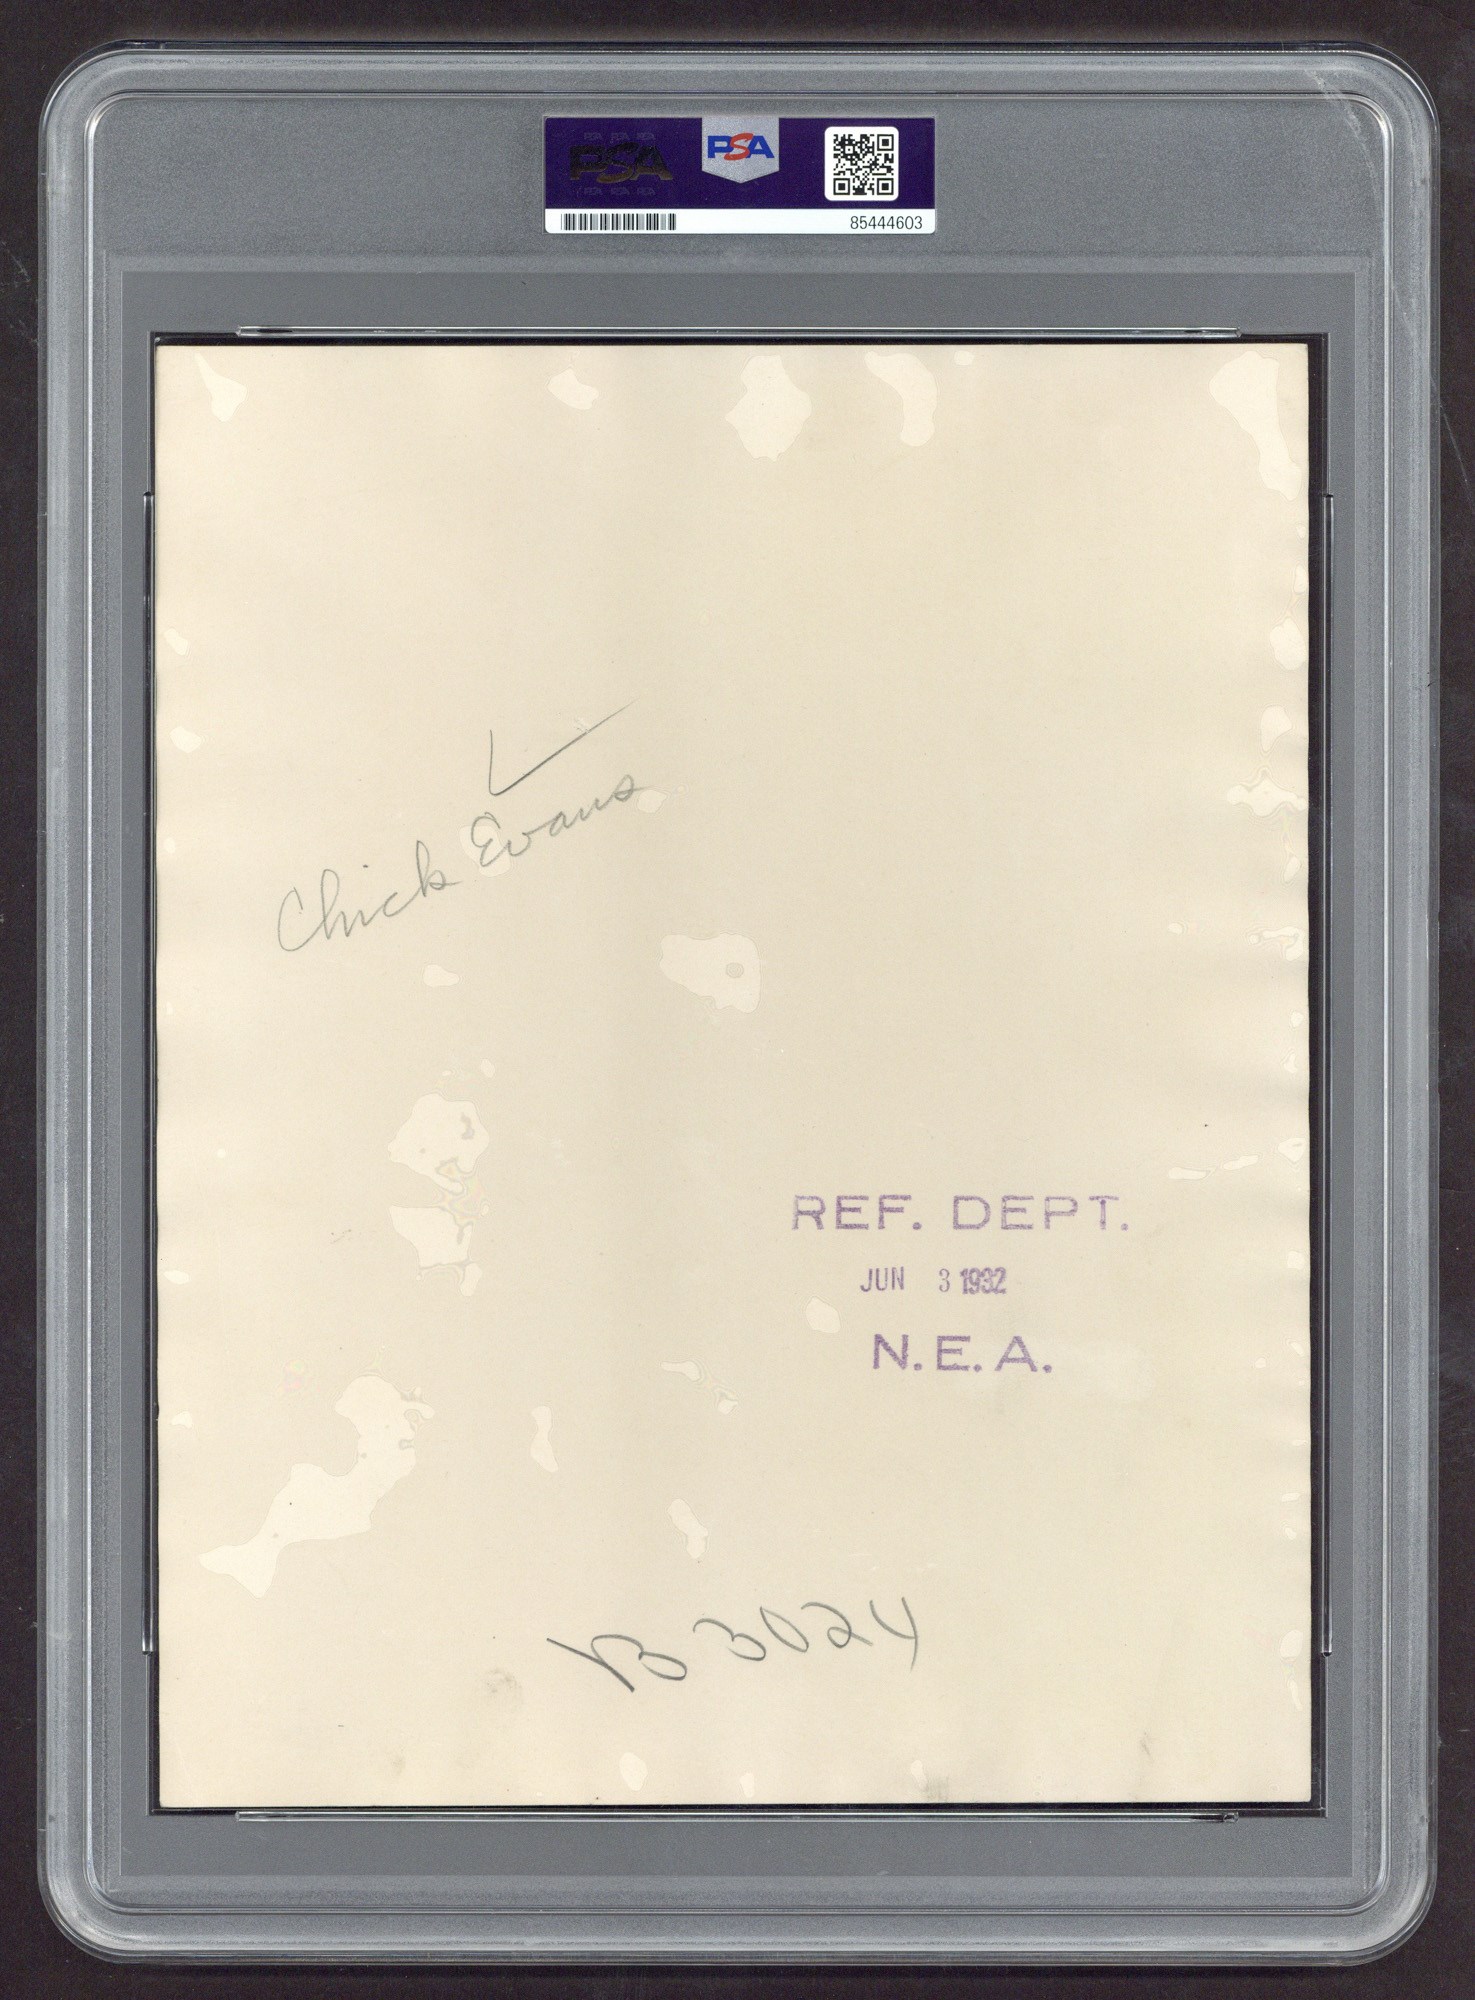 PSA
PSA
85444603
Chick Evans
REF. DEPT.
JUN 3 1932
N.E.A.
B3024